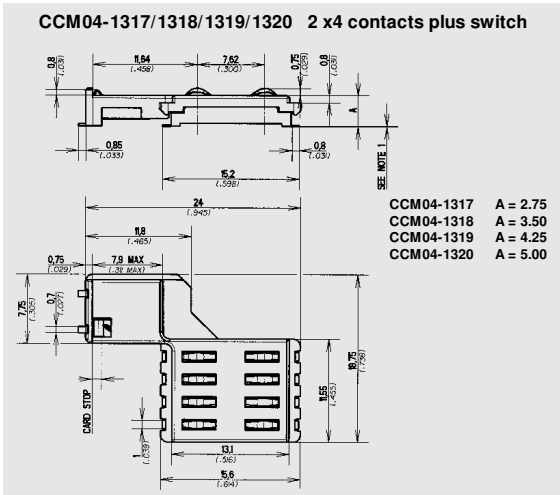 CCM04-1317/1318/1319/1320 2 x4 contacts plus switch
0,8 (.031)
11,64 (.458)
7,62 (.300)
0,75 (.029)
0,8 (.031)
A
0,85 (.033)
0,8 (.031)
15,2 (.598)
SEE NOTE 1
24 (.945)
CCM04-1317 A = 2.75
CCM04-1318 A = 3.50
CCM04-1319 A = 4.25
CCM04-1320 A = 5.00
11,8 (.465)
0,75 (.029)
7,9 MAX (.311 MAX)
7,75 (.305)
0,7 (.027)
18,75 (.738)
11,55 (.455)
CARD STOP
1 (.039)
13,1 (.516)
15,6 (.614)